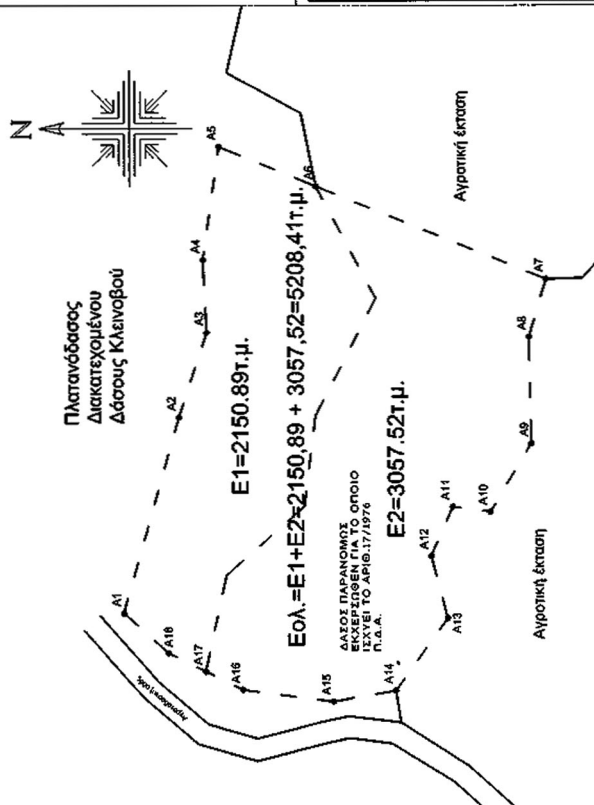 N
Πλατανόδασος
Διακατεχομένου
Δάσους Κλεινοβού
A1
A2
A3
A4
A5
A6
A7
A8
A9
A10
A11
A12
A13
A14
A15
A16
A17
A18
E1=2150.89τ.μ.
Εολ.=E1+E2=2150,89 + 3057,52=5208,41τ.μ.
ΔΑΣΟΣ ΠΑΡΑΝΟΜΩΣ
ΕΚΧΕΡΣΩΘΕΝ ΓΙΑ ΤΟ ΟΠΟΙΟ
ΙΣΧΥΕΙ ΤΟ ΑΡΙΘ.17/1976
Π.Δ.Α.
E2=3057.52τ.μ.
Αγροτική έκταση
Αγροτική έκταση